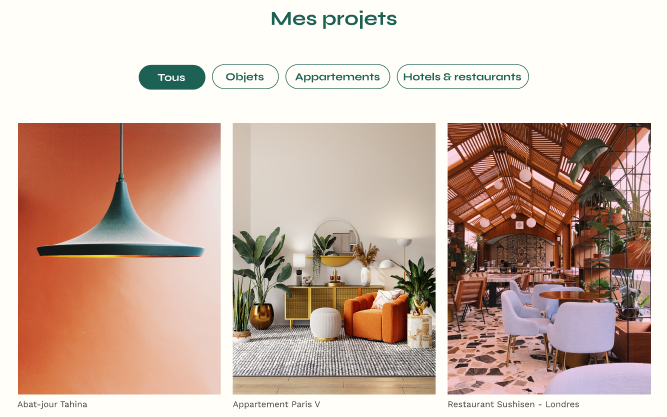 Mes projets
Tous
Objets
Appartements
Hotels & restaurants
Abat-jour Tahina
Appartement Paris V
Restaurant Sushisen - Londres